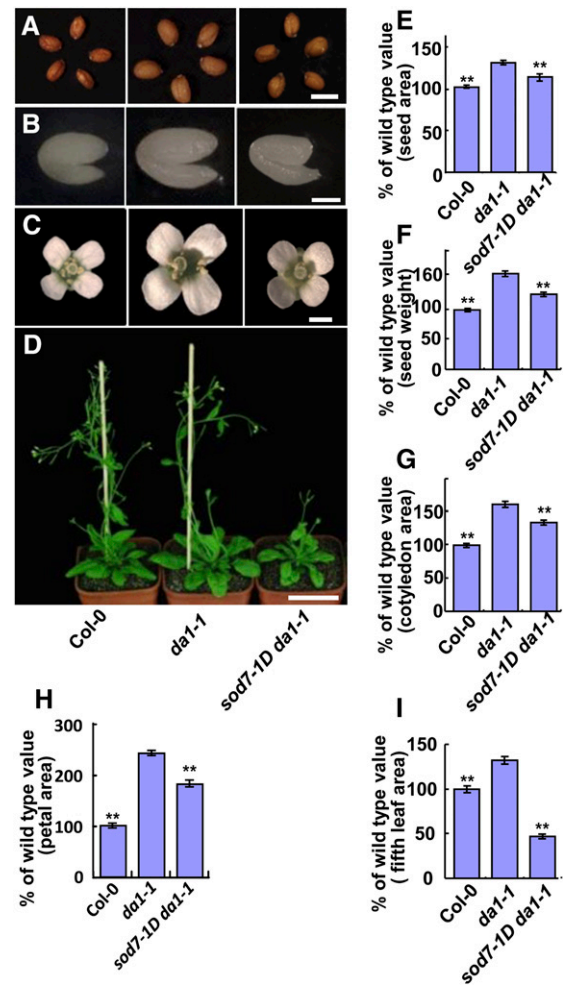 A
B
C
D
Col-0
da1-1
sod7-1D da1-1
E
% of wild type value
(seed area)
150
100
50
0
**
**
Col-0
da1-1
sod7-1D da1-1
F
% of wild type value
(seed weight)
160
100
50
0
**
**
Col-0
da1-1
sod7-1D da1-1
G
% of wild type value
(cotyledon area)
150
100
50
0
**
**
Col-0
da1-1
sod7-1D da1-1
H
% of wild type value
(petal area)
300
200
100
0
**
**
Col-0
da1-1
sod7-1D da1-1
I
% of wild type value
( fifth leaf area)
150
100
50
0
**
**
Col-0
da1-1
sod7-1D da1-1